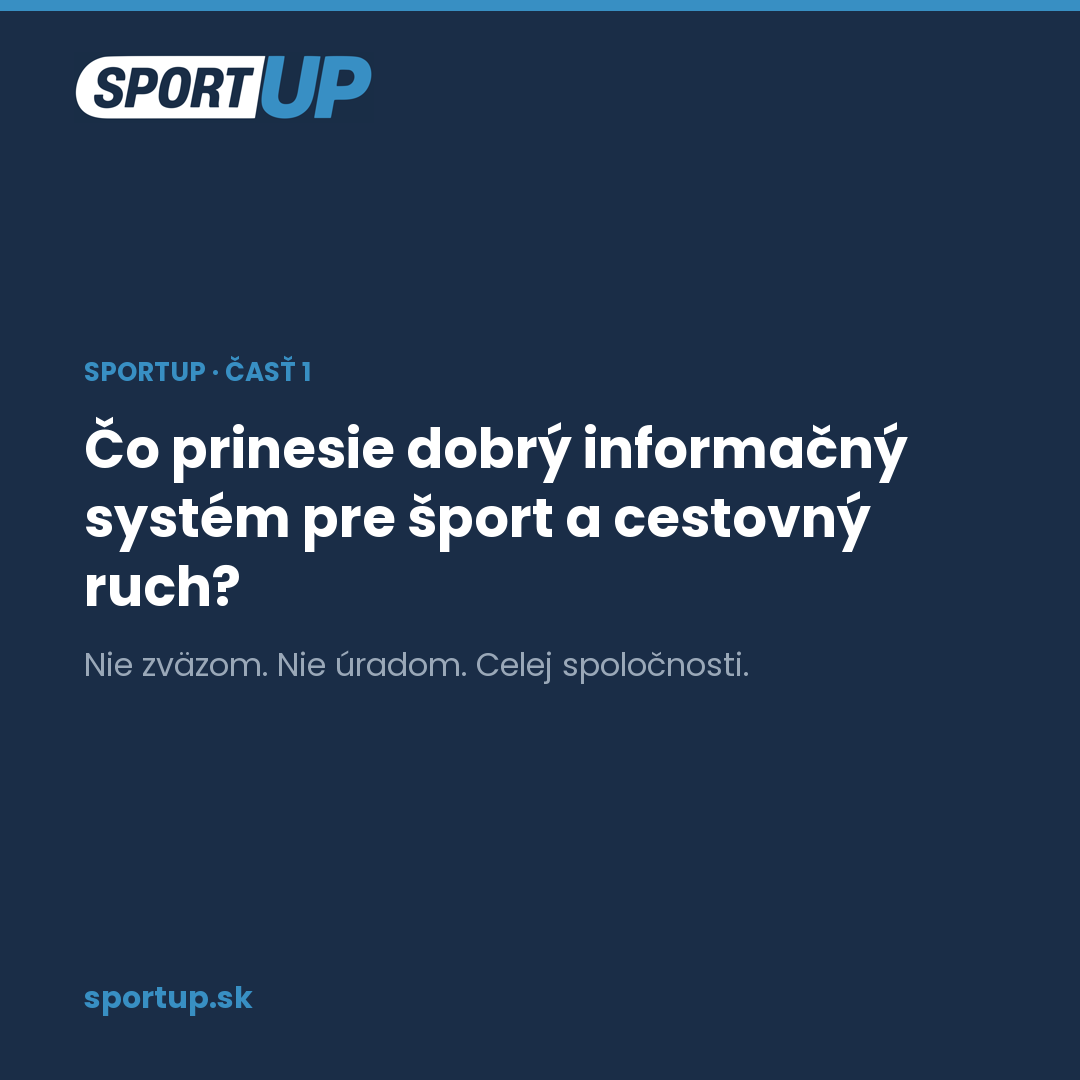 SPORTUP
SPORTUP · ČASŤ 1
Čo prinesie dobrý informačný
systém pre šport a cestovný
ruch?
Nie zväzom. Nie úradom. Celej spoločnosti.
sportup.sk